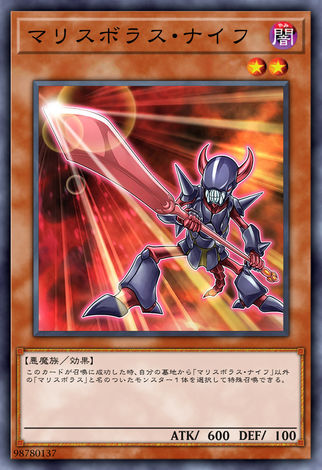 マリスボラス・ナイフ
やみ
闇
【悪魔族／効果】
このカードが召喚に成功した時、自分の墓地から「マリスボラス・ナイフ」以外
の「マリスボラス」と名のついたモンスター１体を選択して特殊召喚できる。
ATK/ 600 DEF/ 100
98780137